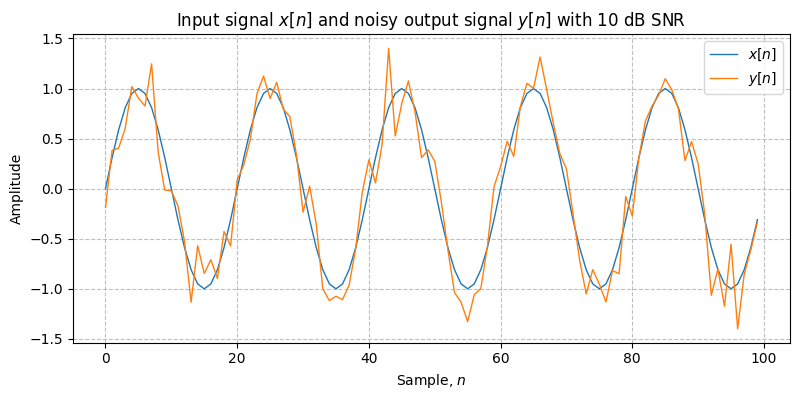 Input signal x[n] and noisy output signal y[n] with 10 dB SNR
1.5
1.0
0.5
0.0
−0.5
−1.0
−1.5
Amplitude
x[n]
y[n]
0 20 40 60 80 100
Sample, n